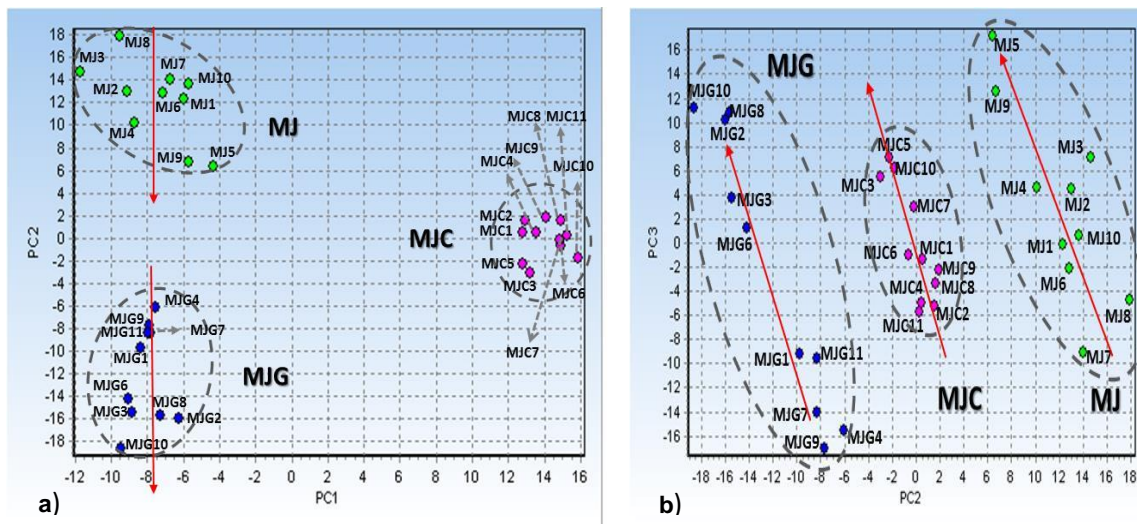 18
16
14
12
10
8
6
4
2
0
-2
-4
-6
-8
-10
-12
-14
-16
-18
PC2
MJ8
MJ3
MJ7
MJ10
MJ2
MJ6
MJ1
MJ4
MJ
MJ9
MJ5
MJC8
MJC11
MJC9
MJC4
MJC10
MJC2
MJC1
MJC
MJC5
MJC3
MJC6
MJC7
MJG4
MJG9
MJG11
MJG7
MJG1
MJG
MJG6
MJG8
MJG3
MJG2
MJG10
-12 -10 -8 -6 -4 -2 0 2 4 6 8 10 12 14 16
PC1
a)
16
14
12
10
8
6
4
2
0
-2
-4
-6
-8
-10
-12
-14
-16
PC3
MJ5
MJG
MJG10
MJG8
MJ9
MJG2
MJC5
MJ3
MJC10
MJC3
MJ4
MJ2
MJG3
MJC7
MJG6
MJ10
MJC6
MJC1
MJ1
MJC9
MJ6
MJC4
MJC8
MJ8
MJC11
MJC2
MJG1
MJG11
MJ7
MJC
MJ
MJG7
MJG4
MJG9
-18 -16 -14 -12 -10 -8 -6 -4 -2 0 2 4 6 8 10 12 14 16 18
PC2
b)